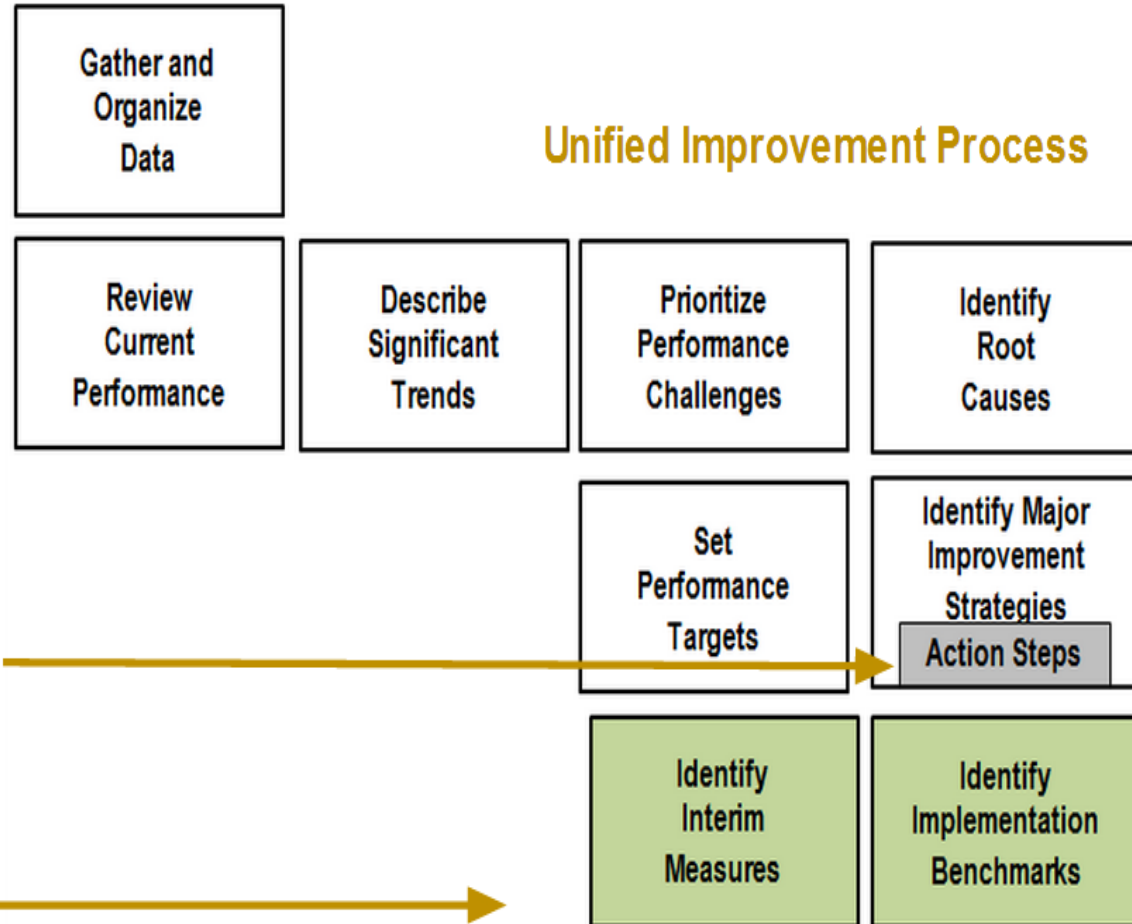 Gather and
Organize
Data
Unified Improvement Process
Review
Current
Performance
Describe
Significant
Trends
Prioritize
Performance
Challenges
Identify
Root
Causes
Set
Performance
Targets
Identify Major
Improvement
Strategies
Action Steps
Identify
Interim
Measures
Identify
Implementation
Benchmarks